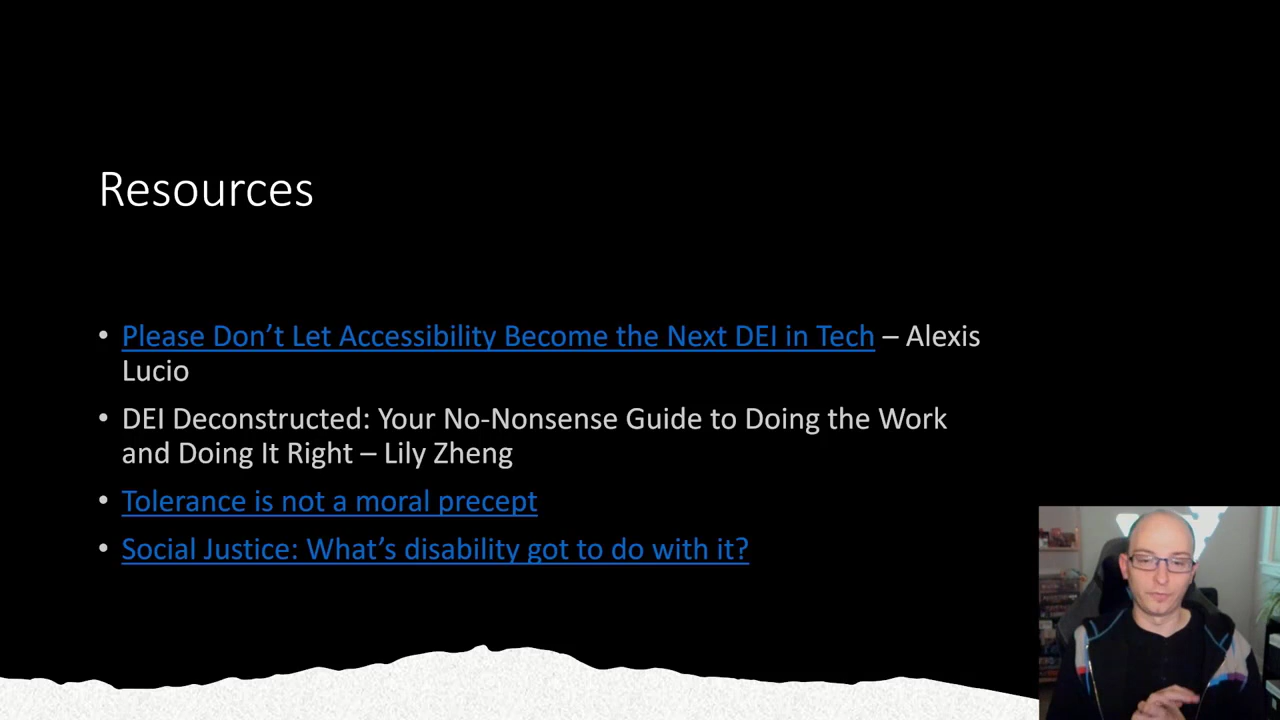 Resources
• Please Don’t Let Accessibility Become the Next DEI in Tech – Alexis
Lucio
• DEI Deconstructed: Your No-Nonsense Guide to Doing the Work
and Doing It Right – Lily Zheng
• Tolerance is not a moral precept
• Social Justice: What’s disability got to do with it?